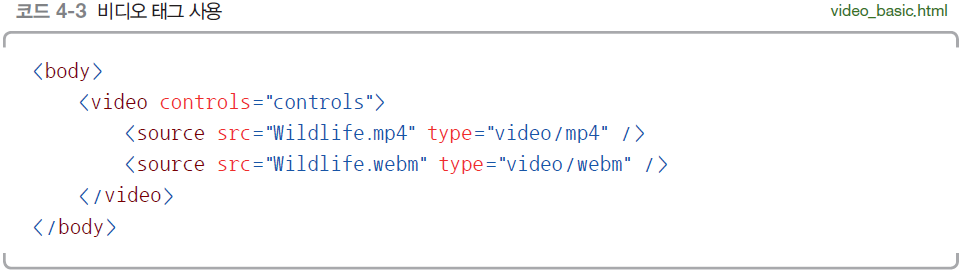 코드 4-3 비디오 태그 사용 video_basic.html
<body>
<video controls="controls">
<source src="Wildlife.mp4" type="video/mp4" />
<source src="Wildlife.webm" type="video/webm" />
</video>
</body>